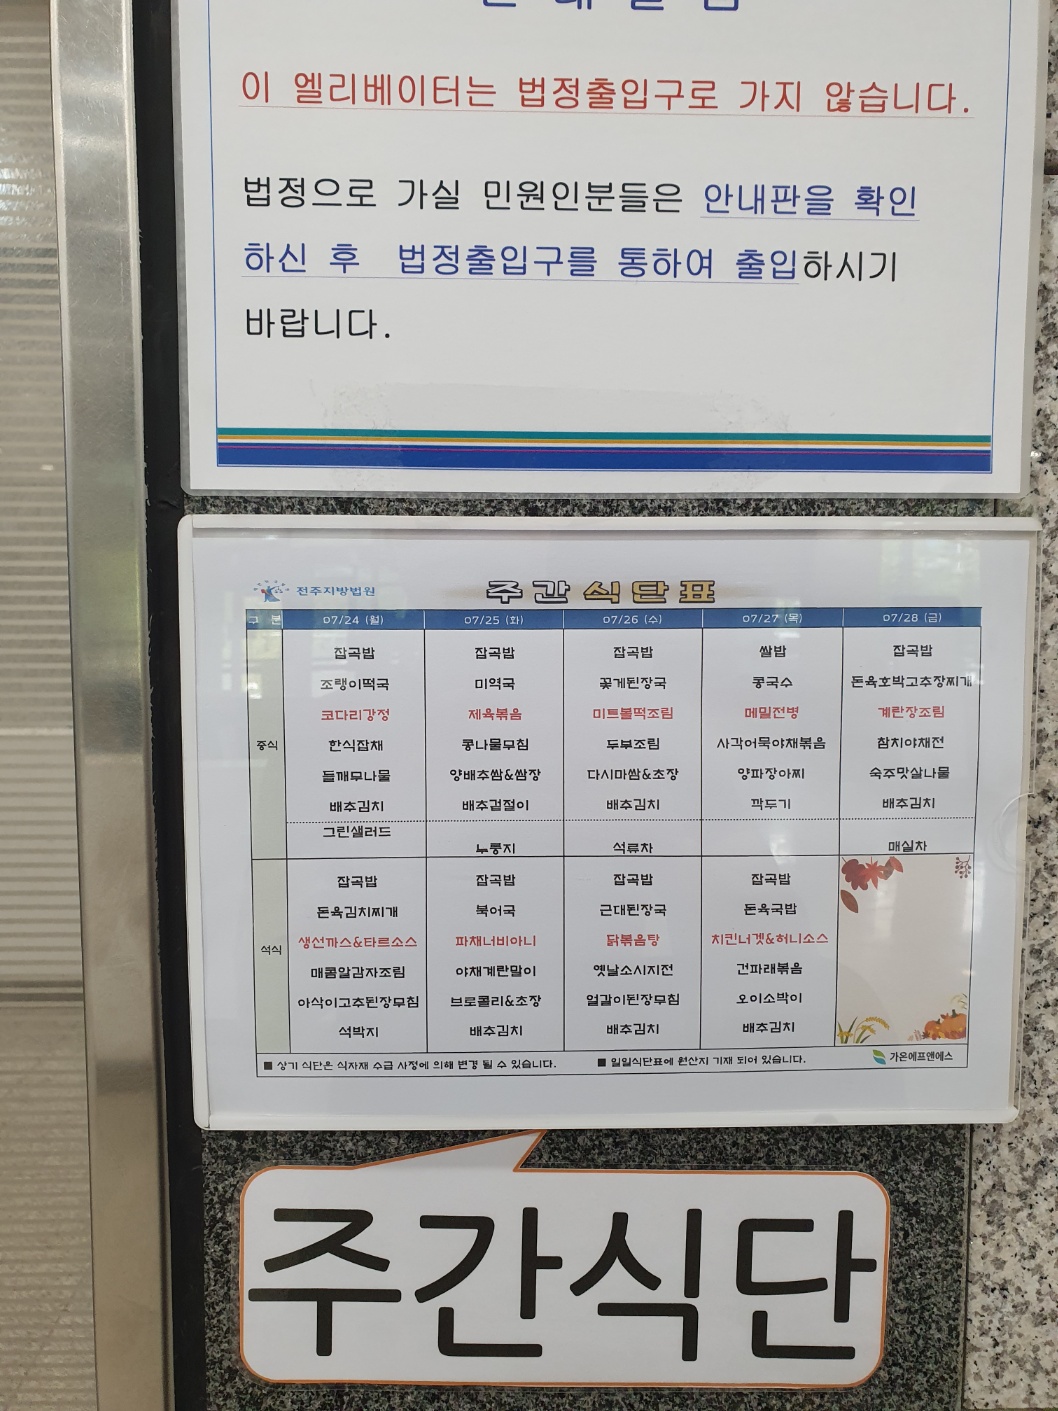 이 엘리베이터는 법정출입구로 가지 않습니다.
법정으로 가실 민원인분들은 안내판을 확인
하신 후 법정출입구를 통하여 출입하시기
바랍니다.
전주지방법원
주간식단표
구 분 07/24 (월) 07/25 (화) 07/26 (수) 07/27 (목) 07/28 (금)
잡곡밥 잡곡밥 잡곡밥 쌀밥 잡곡밥
조랭이떡국 미역국 꽃게된장국 콩국수 돈육호박고추장찌개
코다리강정 제육볶음 미트볼떡조림 메밀전병 계란장조림
중식 한식잡채 콩나물무침 두부조림 사각어묵야채볶음 참치야채전
들깨무나물 양배추쌈&쌈장 다시마쌈&초장 양파장아찌 숙주맛살나물
배추김치 배추겉절이 배추김치 깍두기 배추김치
그린샐러드
누룽지 석류차 매실차
잡곡밥 잡곡밥 잡곡밥 잡곡밥
돈육김치찌개 북어국 근대된장국 돈육국밥
생선까스&타르소스 파채너비아니 닭볶음탕 치킨너겟&허니소스
석식 매콤알감자조림 야채계란말이 옛날소시지전 건파래볶음
아삭이고추된장무침 브로콜리&초장 얼갈이된장무침 오이소박이
석박지 배추김치 배추김치 배추김치
■ 상기 식단은 식자재 수급 사정에 의해 변경 될 수 있습니다. ■ 일일식단표에 원산지 기재 되어 있습니다. 가온에프앤에스
주간식단